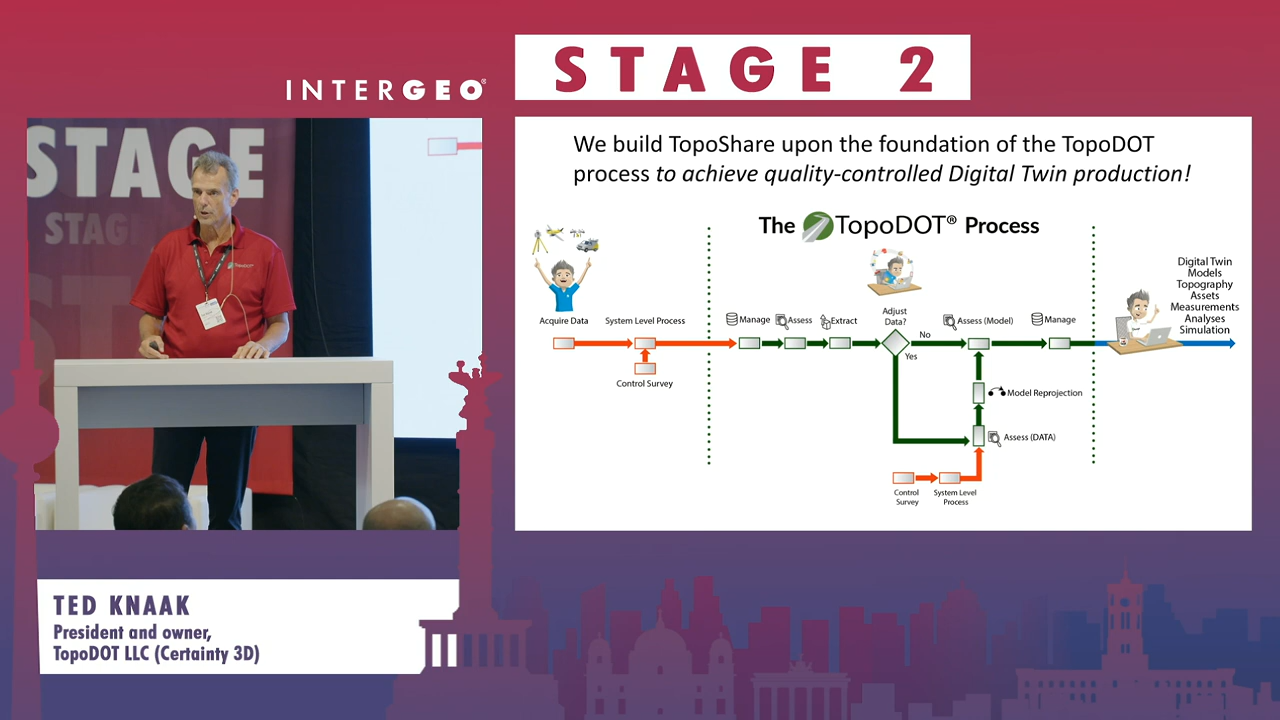 STAGE 2
INTERGEO®
STAGE
STAG
We build TopoShare upon the foundation of the TopoDOT
process to achieve quality-controlled Digital Twin production!
The TopoDOT® Process
Acquire Data
System Level Process
Control Survey
Manage
Assess
Extract
Adjust
Data?
No
Yes
Assess (Model)
Manage
Model Reprojection
Assess (DATA)
Control
Survey
System Level
Process
Digital Twin
Models
Topography
Assets
Measurements
Analyses
Simulation
TED KNAAK
President and owner,
TopoDOT LLC (Certainty 3D)